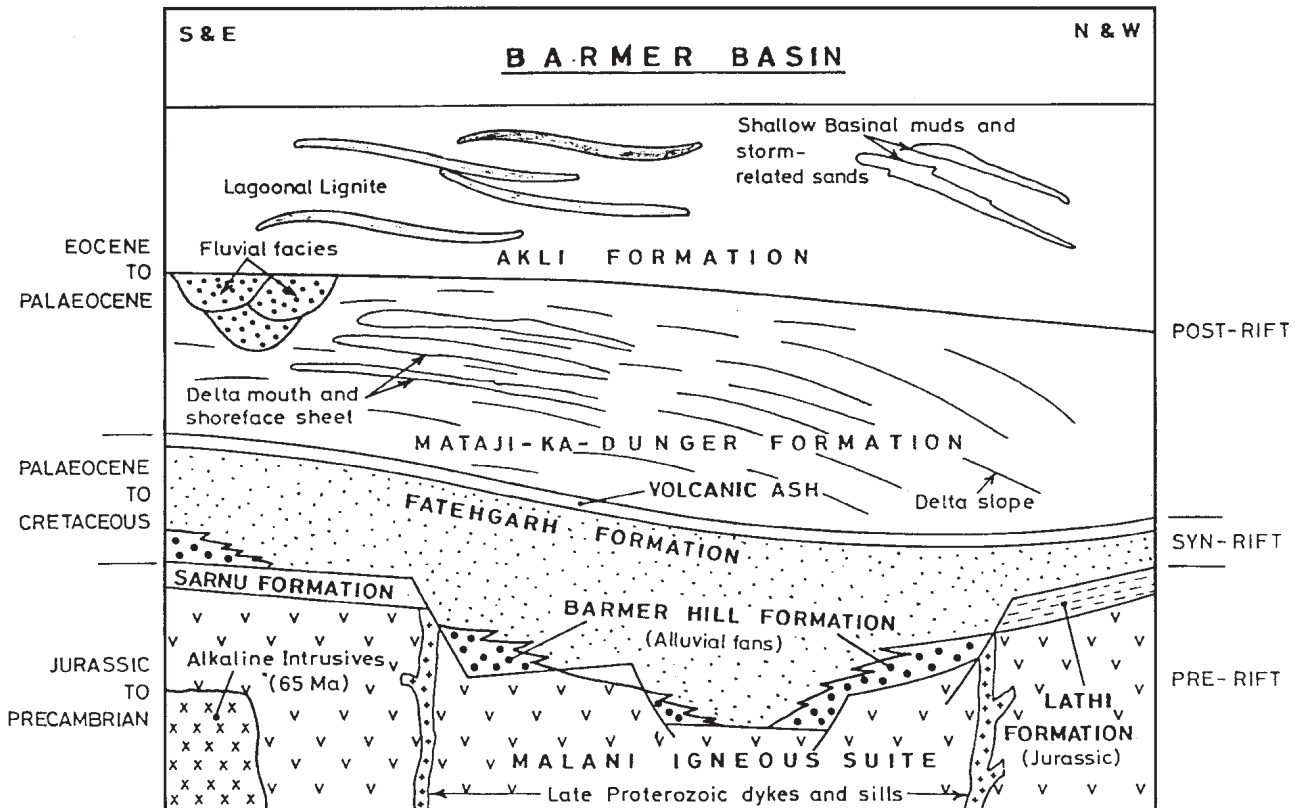 S & E
N & W
BARMER BASIN
Shallow Basinal muds and
storm-
related sands
Lagoonal Lignite
Fluvial facies
AKLI FORMATION
EOCENE
TO
PALAEOCENE
POST-RIFT
Delta mouth and
shoreface sheet
MATAJI-KA-DUNGER FORMATION
PALAEOCENE
TO
CRETACEOUS
VOLCANIC ASH
Delta slope
FATEHGARH FORMATION
SYN-RIFT
SARNU FORMATION
BARMER HILL FORMATION
(Alluvial fans)
JURASSIC
TO
PRECAMBRIAN
Alkaline Intrusives
(65 Ma)
PRE-RIFT
LATHI
FORMATION
(Jurassic)
MALANI IGNEOUS SUITE
Late Proterozoic dykes and sills